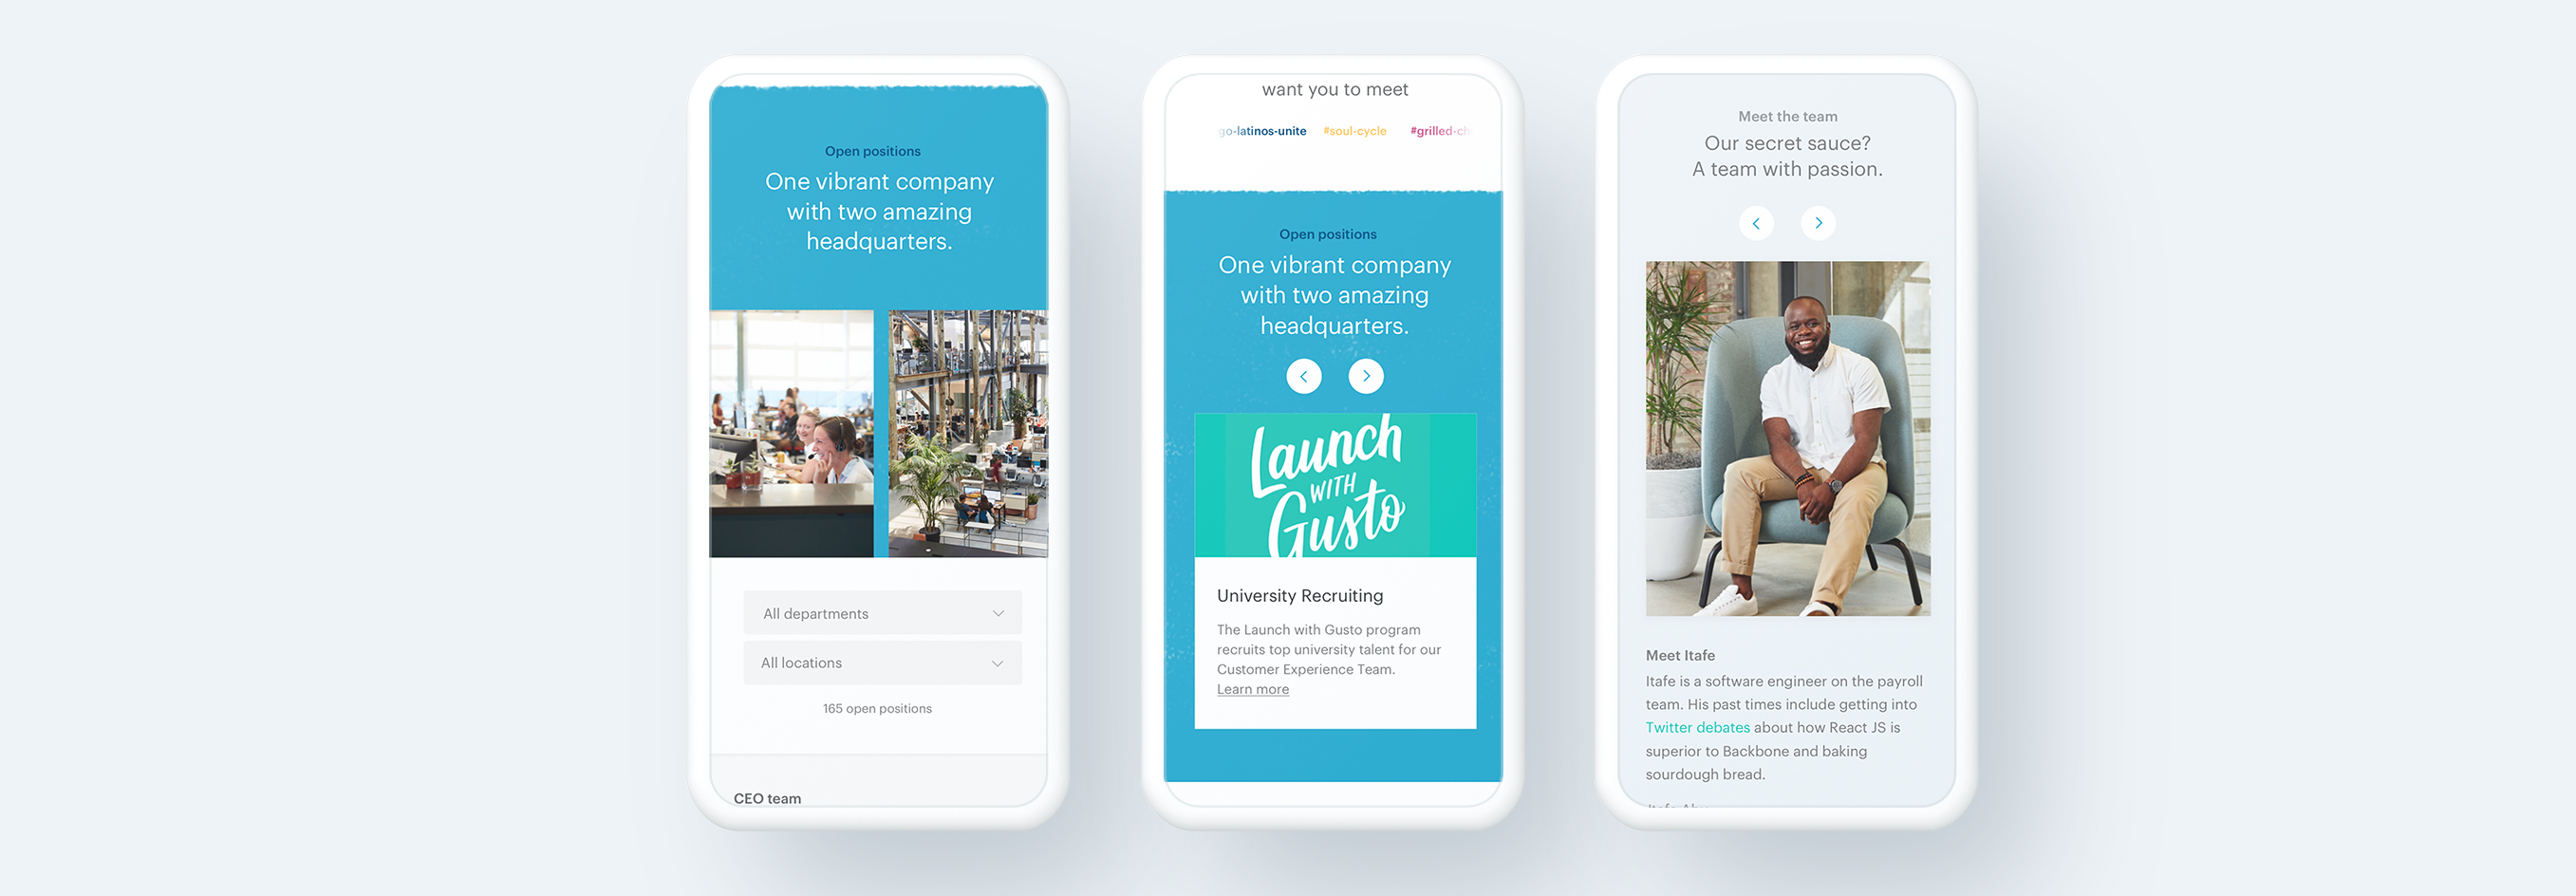 Open positions
One vibrant company
with two amazing
headquarters.
All departments
All locations
165 open positions
CEO team
want you to meet
go-latinos-unite #soul-cycle #grilled-ch
Open positions
One vibrant company
with two amazing
headquarters.
Launch
WITH
Gusto
University Recruiting
The Launch with Gusto program
recruits top university talent for our
Customer Experience Team.
Learn more
Meet the team
Our secret sauce?
A team with passion.
Meet Itafe
Itafe is a software engineer on the payroll
team. His past times include getting into
Twitter debates about how React JS is
superior to Backbone and baking
sourdough bread.